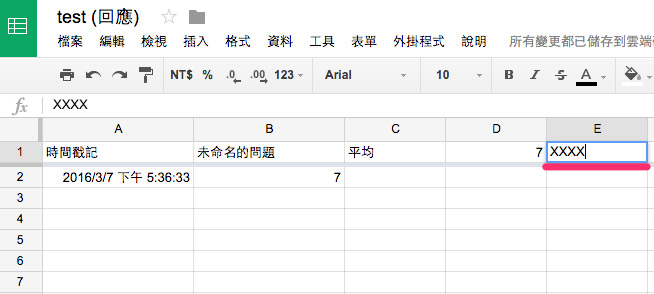 test (回應)
檔案 編輯 檢視 插入 格式 資料 工具 表單 外掛程式 說明 所有變更都已儲存到雲端
NT$ % .0 .00 123 Arial 10 B I S A
fx XXXX
A B C D E
1 時間戳記 未命名的問題 平均 7 XXXX
2 2016/3/7 下午 5:36:33 7
3
4
5
6
7